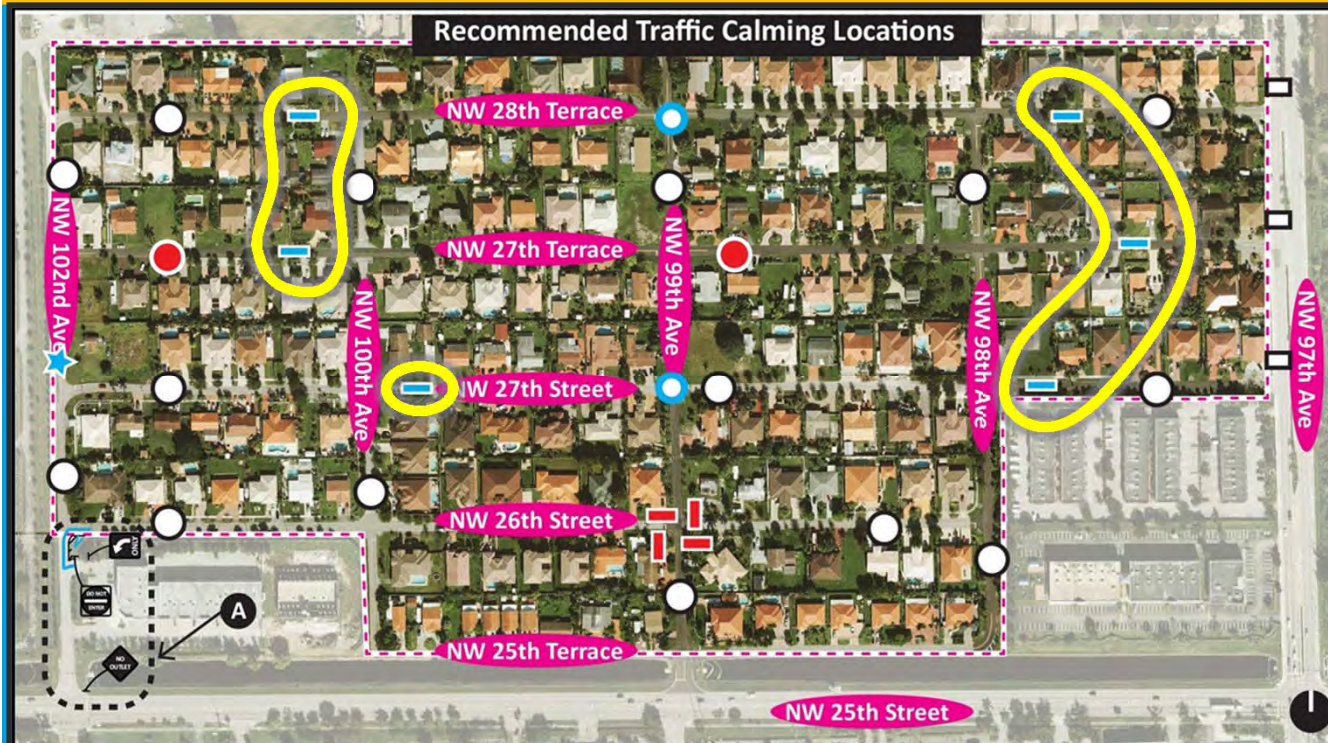 Recommended Traffic Calming Locations
NW 28th Terrace
NW 102nd Ave
NW 27th Terrace
NW 99th Ave
NW 100th Ave
NW 98th Ave
NW 97th Ave
NW 27th Street
NW 26th Street
ONLY
DO NOT
ENTER
A
NO
OUTLET
NW 25th Terrace
NW 25th Street